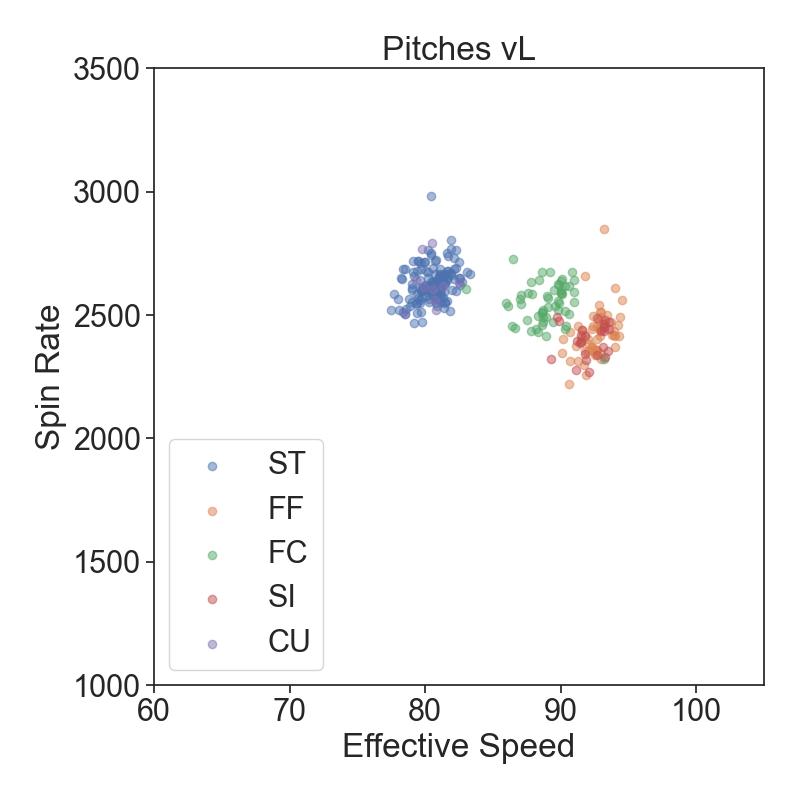 Pitches vL
3500
3000
2500
2000
1500
1000
Spin Rate
ST
FF
FC
SI
CU
60 70 80 90 100
Effective Speed